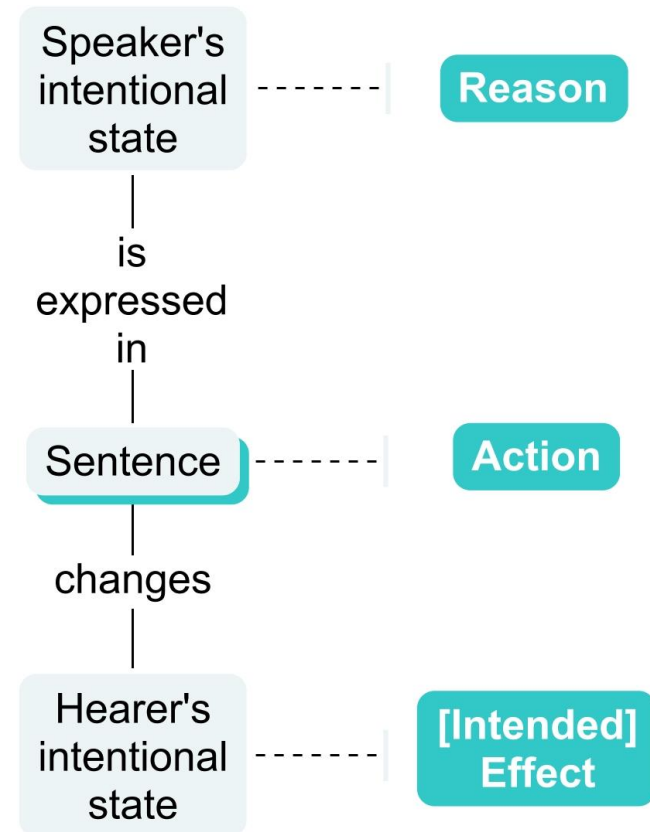 Speaker's
intentional
state
Reason
is
expressed
in
Sentence
Action
changes
Hearer's
intentional
state
[Intended]
Effect